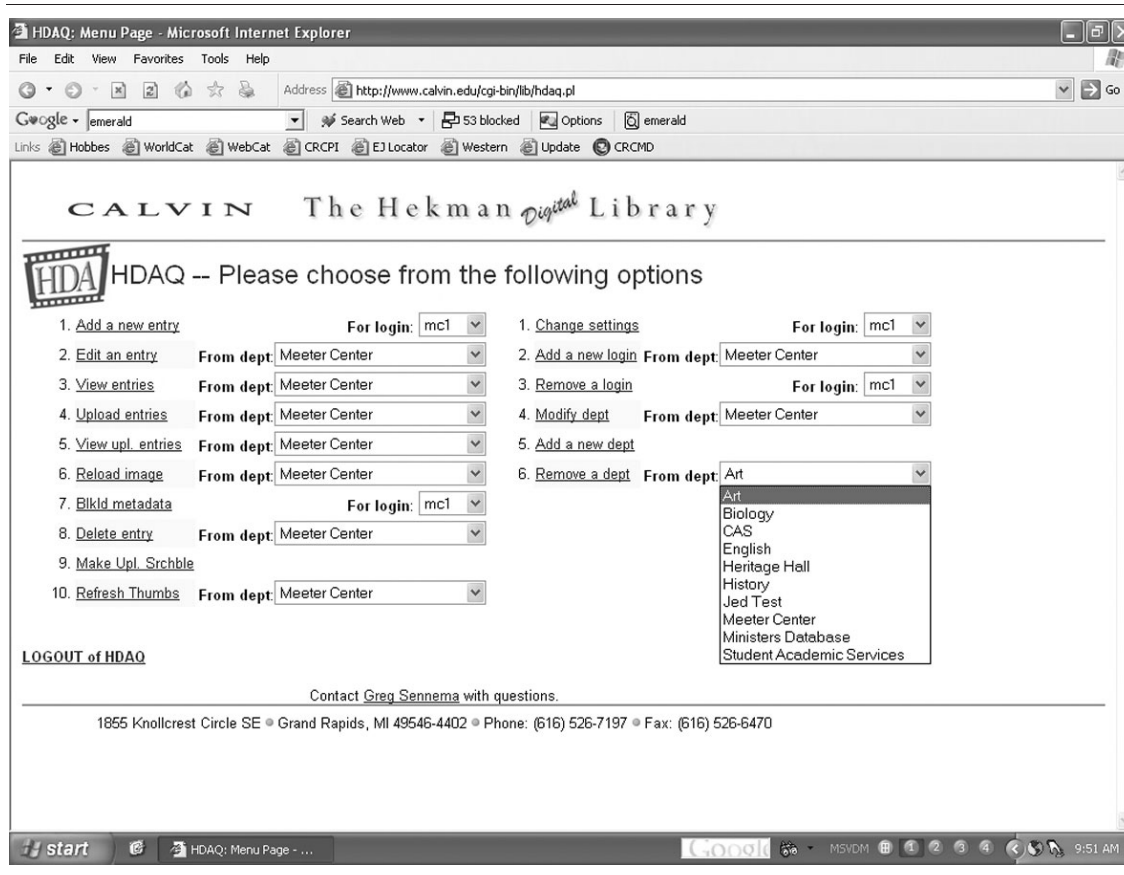 HDAQ: Menu Page - Microsoft Internet Explorer
File Edit View Favorites Tools Help
Address http://www.calvin.edu/cgi-bin/lib/hdaq.pl Go
Google emerald Search Web 53 blocked Options emerald
Links Hobbes WorldCat WebCat CRCPI EJ Locator Western Update CRCMD
CALVIN The Hekman Digital Library
HDA HDAQ -- Please choose from the following options
1. Add a new entry For login: mc1
2. Edit an entry From dept: Meeter Center
3. View entries From dept: Meeter Center
4. Upload entries From dept: Meeter Center
5. View upl. entries From dept: Meeter Center
6. Reload image From dept: Meeter Center
7. Blkld metadata For login: mc1
8. Delete entry From dept: Meeter Center
9. Make Upl. Srchble
10. Refresh Thumbs From dept: Meeter Center
1. Change settings For login: mc1
2. Add a new login From dept: Meeter Center
3. Remove a login For login: mc1
4. Modify dept From dept: Meeter Center
5. Add a new dept
6. Remove a dept From dept: Art
Art
Biology
CAS
English
Heritage Hall
History
Jed Test
Meeter Center
Ministers Database
Student Academic Services
LOGOUT of HDAQ
Contact Greg Sennema with questions.
1855 Knollcrest Circle SE Grand Rapids, MI 49546-4402 Phone: (616) 526-7197 Fax: (616) 526-6470
start HDAQ: Menu Page - ... Google MSVDM 1 2 3 4 9:51 AM